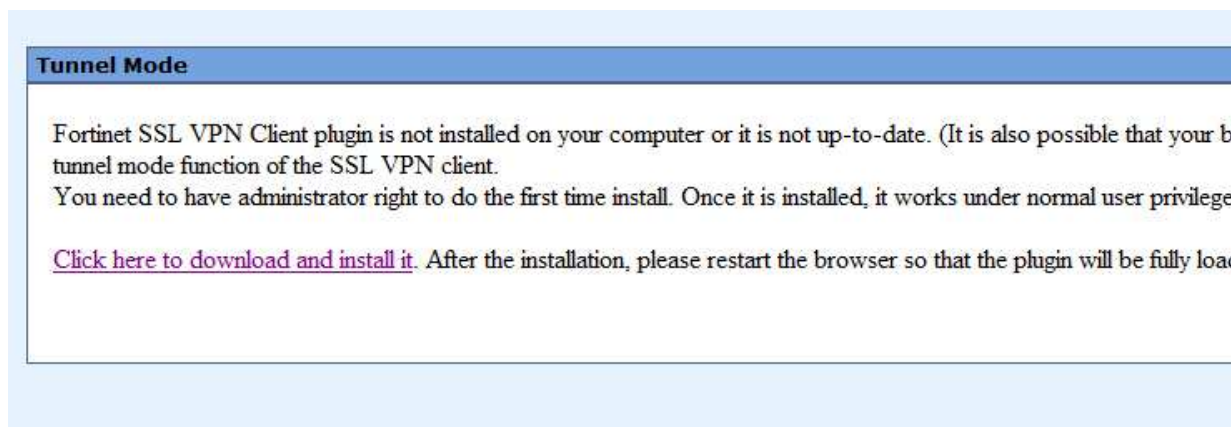 Tunnel Mode
Fortinet SSL VPN Client plugin is not installed on your computer or it is not up-to-date. (It is also possible that your
tunnel mode function of the SSL VPN client.
You need to have administrator right to do the first time install. Once it is installed, it works under normal user privilege
Click here to download and install it. After the installation, please restart the browser so that the plugin will be fully